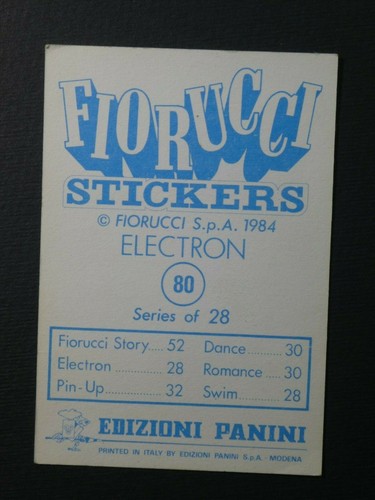 FIORUCCI
STICKERS
© FIORUCCI S.p.A. 1984
ELECTRON
80
Series of 28
Fiorucci Story..... 52 Dance........... 30
Electron ............... 28 Romance..... 30
Pin-Up................. 32 Swim............ 28
EDIZIONI PANINI
PRINTED IN ITALY BY EDIZIONI PANINI S.p.A. - MODENA